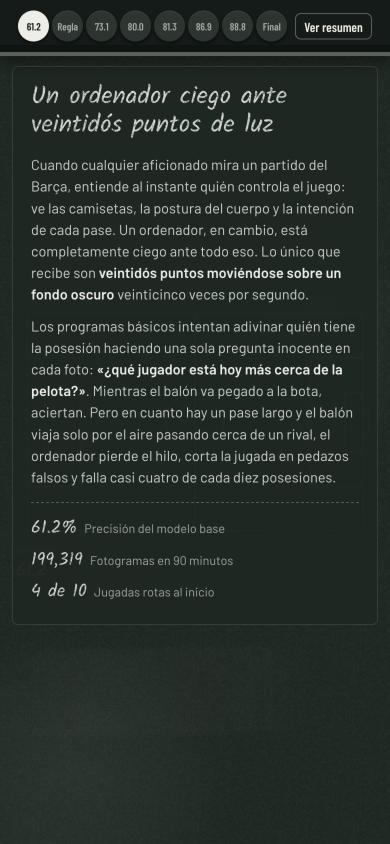 61.2 Regla 73.1 80.0 81.3 86.9 88.8 Final Ver resumen
Un ordenador ciego ante
veintidós puntos de luz
Cuando cualquier aficionado mira un partido del
Barça, entiende al instante quién controla el juego:
ve las camisetas, la postura del cuerpo y la intención
de cada pase. Un ordenador, en cambio, está
completamente ciego ante todo eso. Lo único que
recibe son veintidós puntos moviéndose sobre un
fondo oscuro veinticinco veces por segundo.
Los programas básicos intentan adivinar quién tiene
la posesión haciendo una sola pregunta inocente en
cada foto: «¿qué jugador está hoy más cerca de la
pelota?». Mientras el balón va pegado a la bota,
aciertan. Pero en cuanto hay un pase largo y el balón
viaja solo por el aire pasando cerca de un rival, el
ordenador pierde el hilo, corta la jugada en pedazos
falsos y falla casi cuatro de cada diez posesiones.
61.2% Precisión del modelo base
199,319 Fotogramas en 90 minutos
4 de 10 Jugadas rotas al inicio